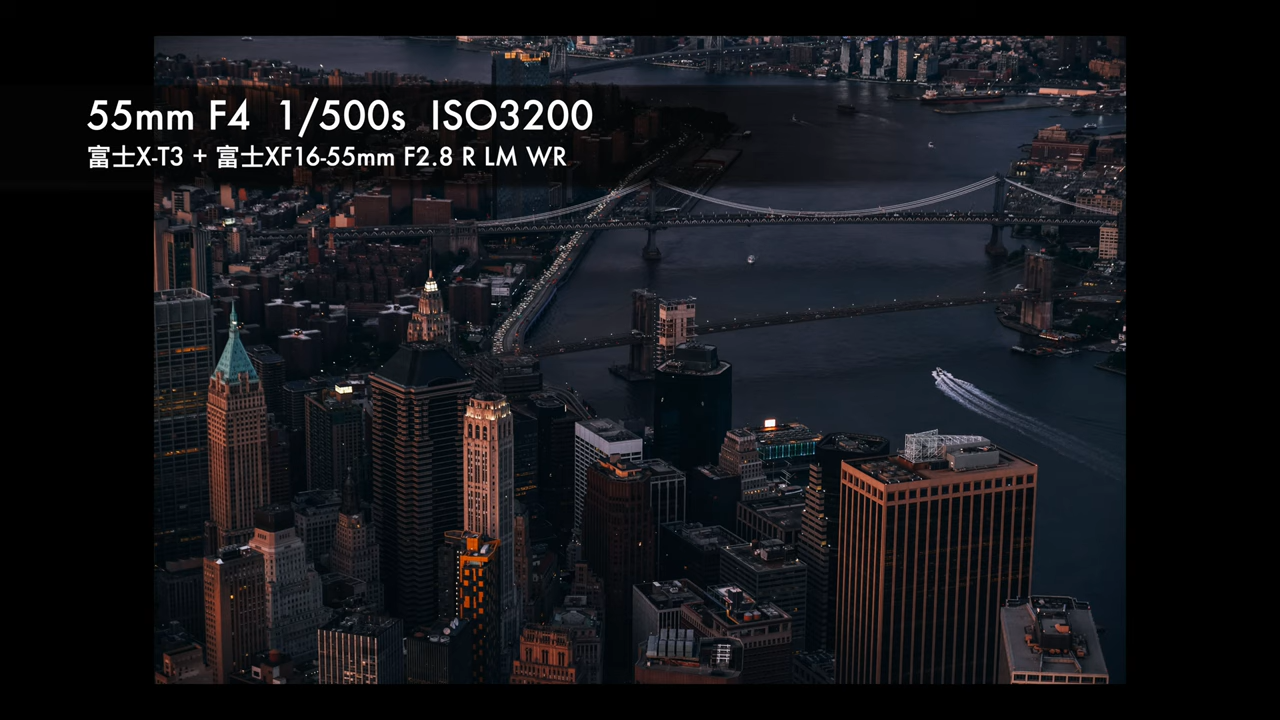 55mm F4 1/500s ISO3200
富士X-T3 + 富士XF16-55mm F2.8 R LM WR